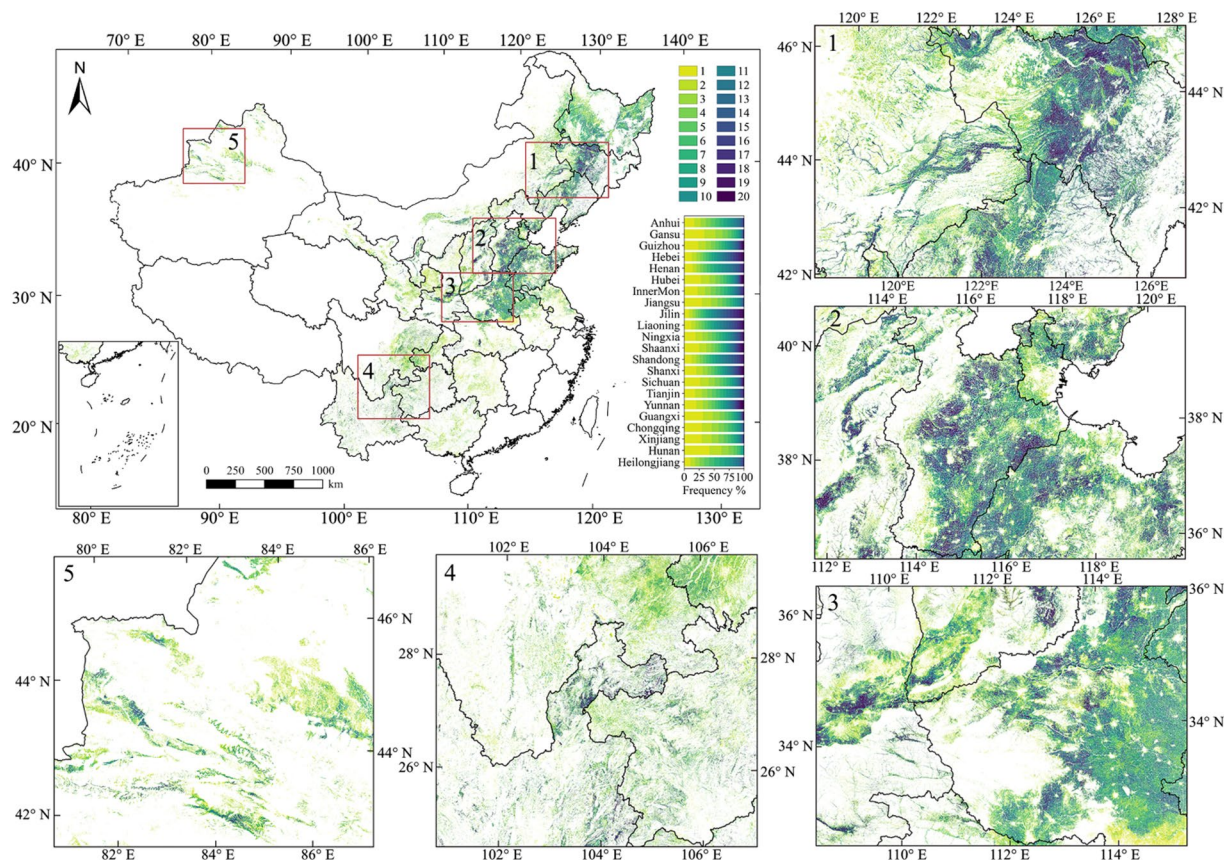 70° E 80° E 90° E 100° E 110° E 120° E 130° E 140° E
N
40° N
30° N
20° N
5
1
2
3
4
1 11
2 12
3 13
4 14
5 15
6 16
7 17
8 18
9 19
10 20
Anhui
Gansu
Guizhou
Hebei
Henan
Hubei
InnerMon
Jiangsu
Jilin
Liaoning
Ningxia
Shaanxi
Shandong
Shanxi
Sichuan
Tianjin
Yunnan
Guangxi
Chongqing
Xinjiang
Hunan
Heilongjiang
0 25 50 75 100
Frequency %
0 250 500 750 1000
km
80° E 90° E 100° E 110° E 120° E 130° E
120° E 122° E 124° E 126° E 128° E
1
46° N
44° N
42° N
44° N
42° N
120° E 122° E 124° E 126° E
114° E 116° E 118° E 120° E
2
40° N
38° N
38° N
36° N
112° E 114° E 116° E 118° E
110° E 112° E 114° E
3
36° N
34° N
36° N
34° N
110° E 112° E 114° E
80° E 82° E 84° E 86° E
5
44° N
42° N
46° N
44° N
82° E 84° E 86° E
102° E 104° E 106° E
4
28° N
26° N
28° N
26° N
102° E 104° E 106° E